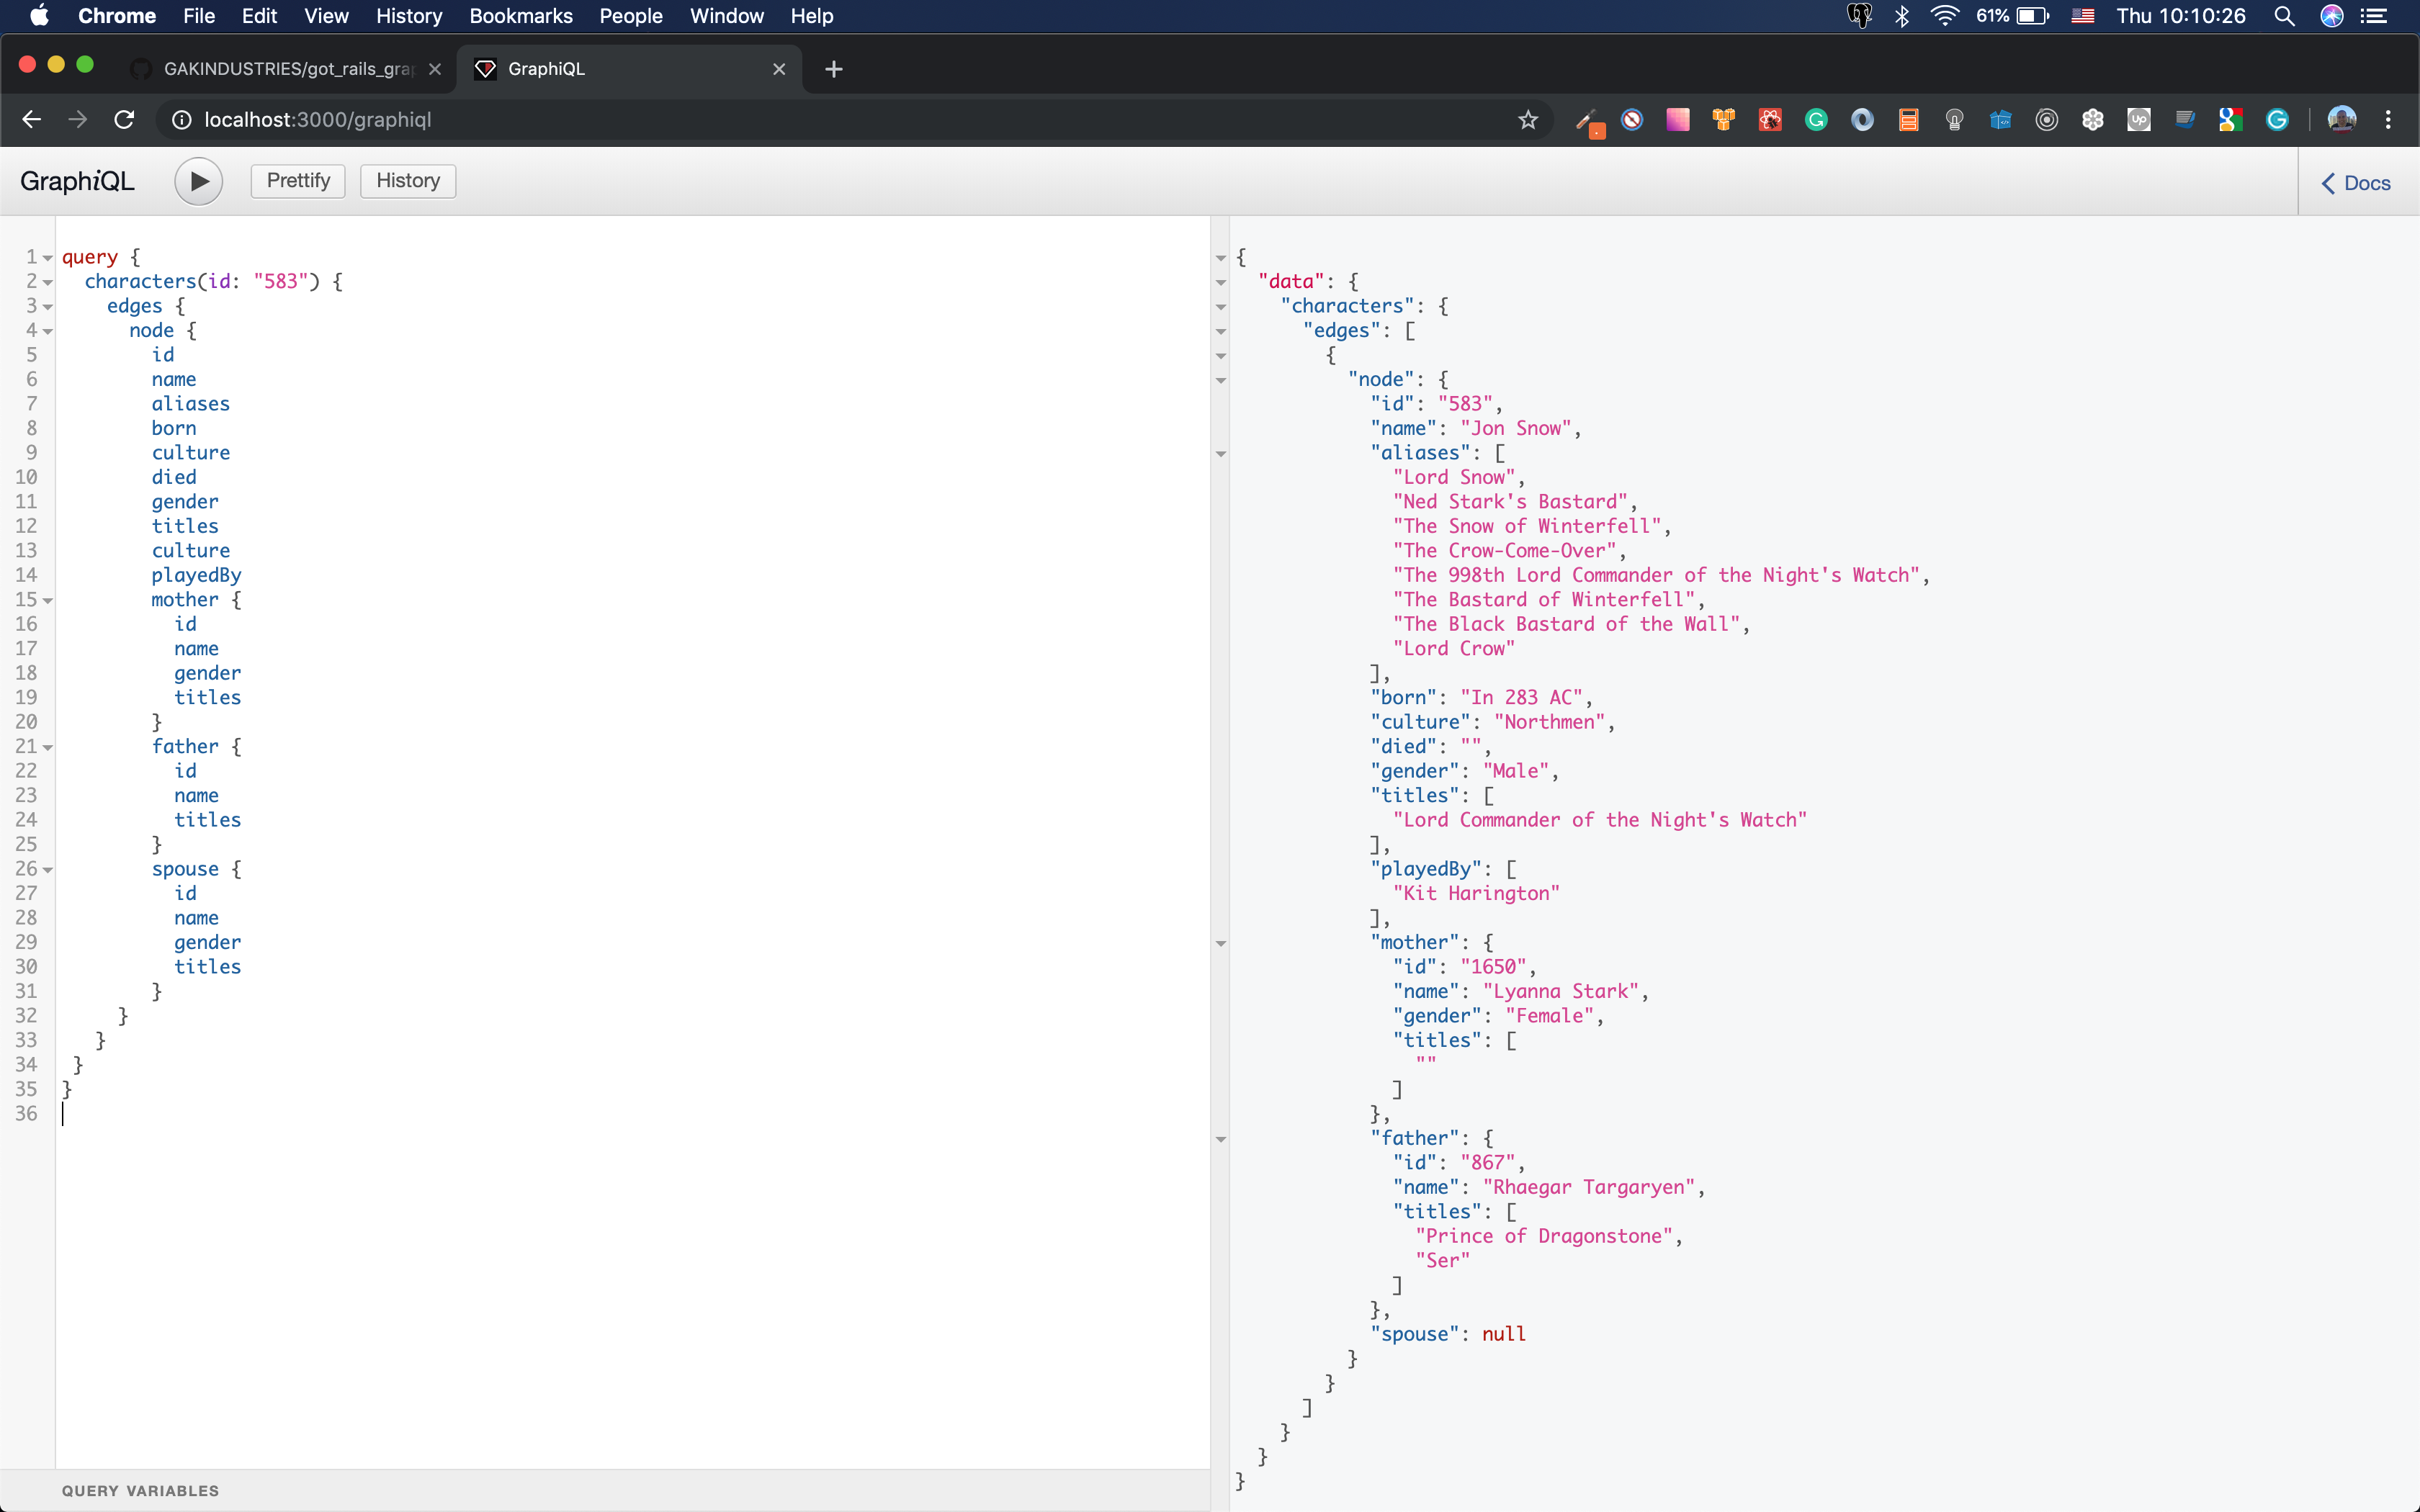 Chrome File Edit View History Bookmarks People Window Help 61% Thu 10:10:26
GAKINDUSTRIES/got_rails_gra GraphiQL
localhost:3000/graphiql
GraphiQL Prettify History Docs
1 query {
2 characters(id: "583") {
3 edges {
4 node {
5 id
6 name
7 aliases
8 born
9 culture
10 died
11 gender
12 titles
13 culture
14 playedBy
15 mother {
16 id
17 name
18 gender
19 titles
20 }
21 father {
22 id
23 name
24 titles
25 }
26 spouse {
27 id
28 name
29 gender
30 titles
31 }
32 }
33 }
34 }
35 }
36
QUERY VARIABLES
{
"data": {
"characters": {
"edges": [
{
"node": {
"id": "583",
"name": "Jon Snow",
"aliases": [
"Lord Snow",
"Ned Stark's Bastard",
"The Snow of Winterfell",
"The Crow-Come-Over",
"The 998th Lord Commander of the Night's Watch",
"The Bastard of Winterfell",
"The Black Bastard of the Wall",
"Lord Crow"
],
"born": "In 283 AC",
"culture": "Northmen",
"died": "",
"gender": "Male",
"titles": [
"Lord Commander of the Night's Watch"
],
"playedBy": [
"Kit Harington"
],
"mother": {
"id": "1650",
"name": "Lyanna Stark",
"gender": "Female",
"titles": [
""
]
},
"father": {
"id": "867",
"name": "Rhaegar Targaryen",
"titles": [
"Prince of Dragonstone",
"Ser"
]
},
"spouse": null
}
}
]
}
}
}